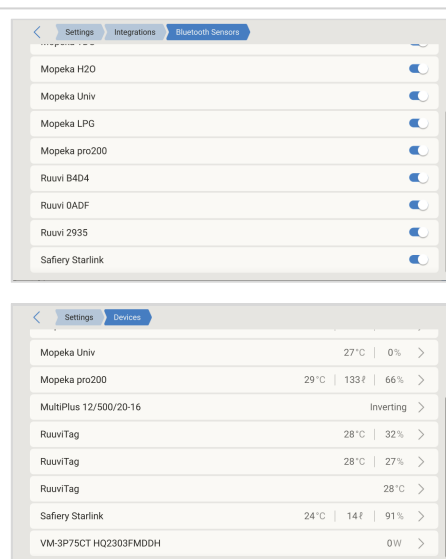 Settings Integrations Bluetooth Sensors
Mopeka H2O
Mopeka Univ
Mopeka LPG
Mopeka pro200
Ruuvi B4D4
Ruuvi 0ADF
Ruuvi 2935
Safiery Starlink
Settings Devices
Mopeka Univ 27°C 0%
Mopeka pro200 29°C 133ℓ 66%
MultiPlus 12/500/20-16 Inverting
RuuviTag 28°C 32%
RuuviTag 28°C 27%
RuuviTag 28°C
Safiery Starlink 24°C 14ℓ 91%
VM-3P75CT HQ2303FMDDH 0W